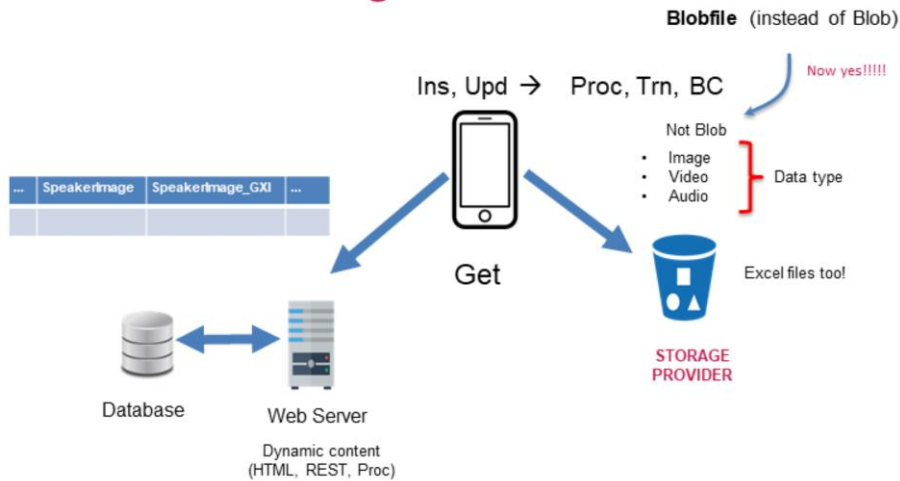 Blobfile (instead of Blob)
Now yes!!!!!
Ins, Upd → Proc, Trn, BC
Not Blob
• Image
• Video
• Audio
Data type
... SpeakerImage SpeakerImage_GXI ...
Get
Excel files too!
STORAGE
PROVIDER
Database
Web Server
Dynamic content
(HTML, REST, Proc)